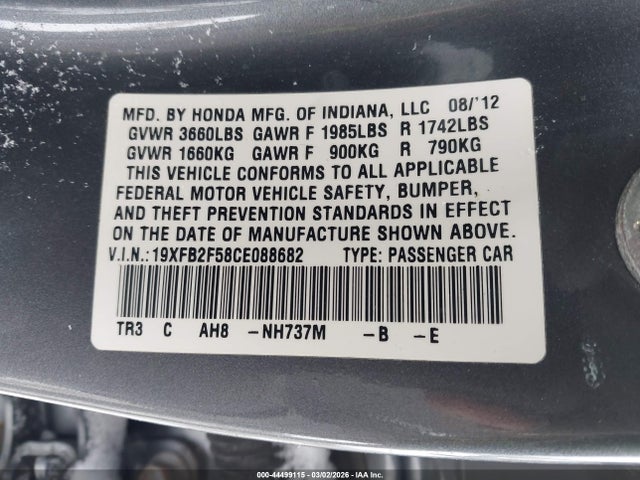 MFD. BY HONDA MFG. OF INDIANA, LLC 08/'12
GVWR 3660LBS GAWR F 1985LBS R 1742LBS
GVWR 1660KG GAWR F 900KG R 790KG
THIS VEHICLE CONFORMS TO ALL APPLICABLE
FEDERAL MOTOR VEHICLE SAFETY, BUMPER,
AND THEFT PREVENTION STANDARDS IN EFFECT
ON THE DATE OF MANUFACTURE SHOWN ABOVE.
V.I.N.:19XFB2F58CE088682 TYPE: PASSENGER CAR
TR3 C AH8 -NH737M -B -E
000-44499115 - 03/02/2026 - IAAI, Inc.